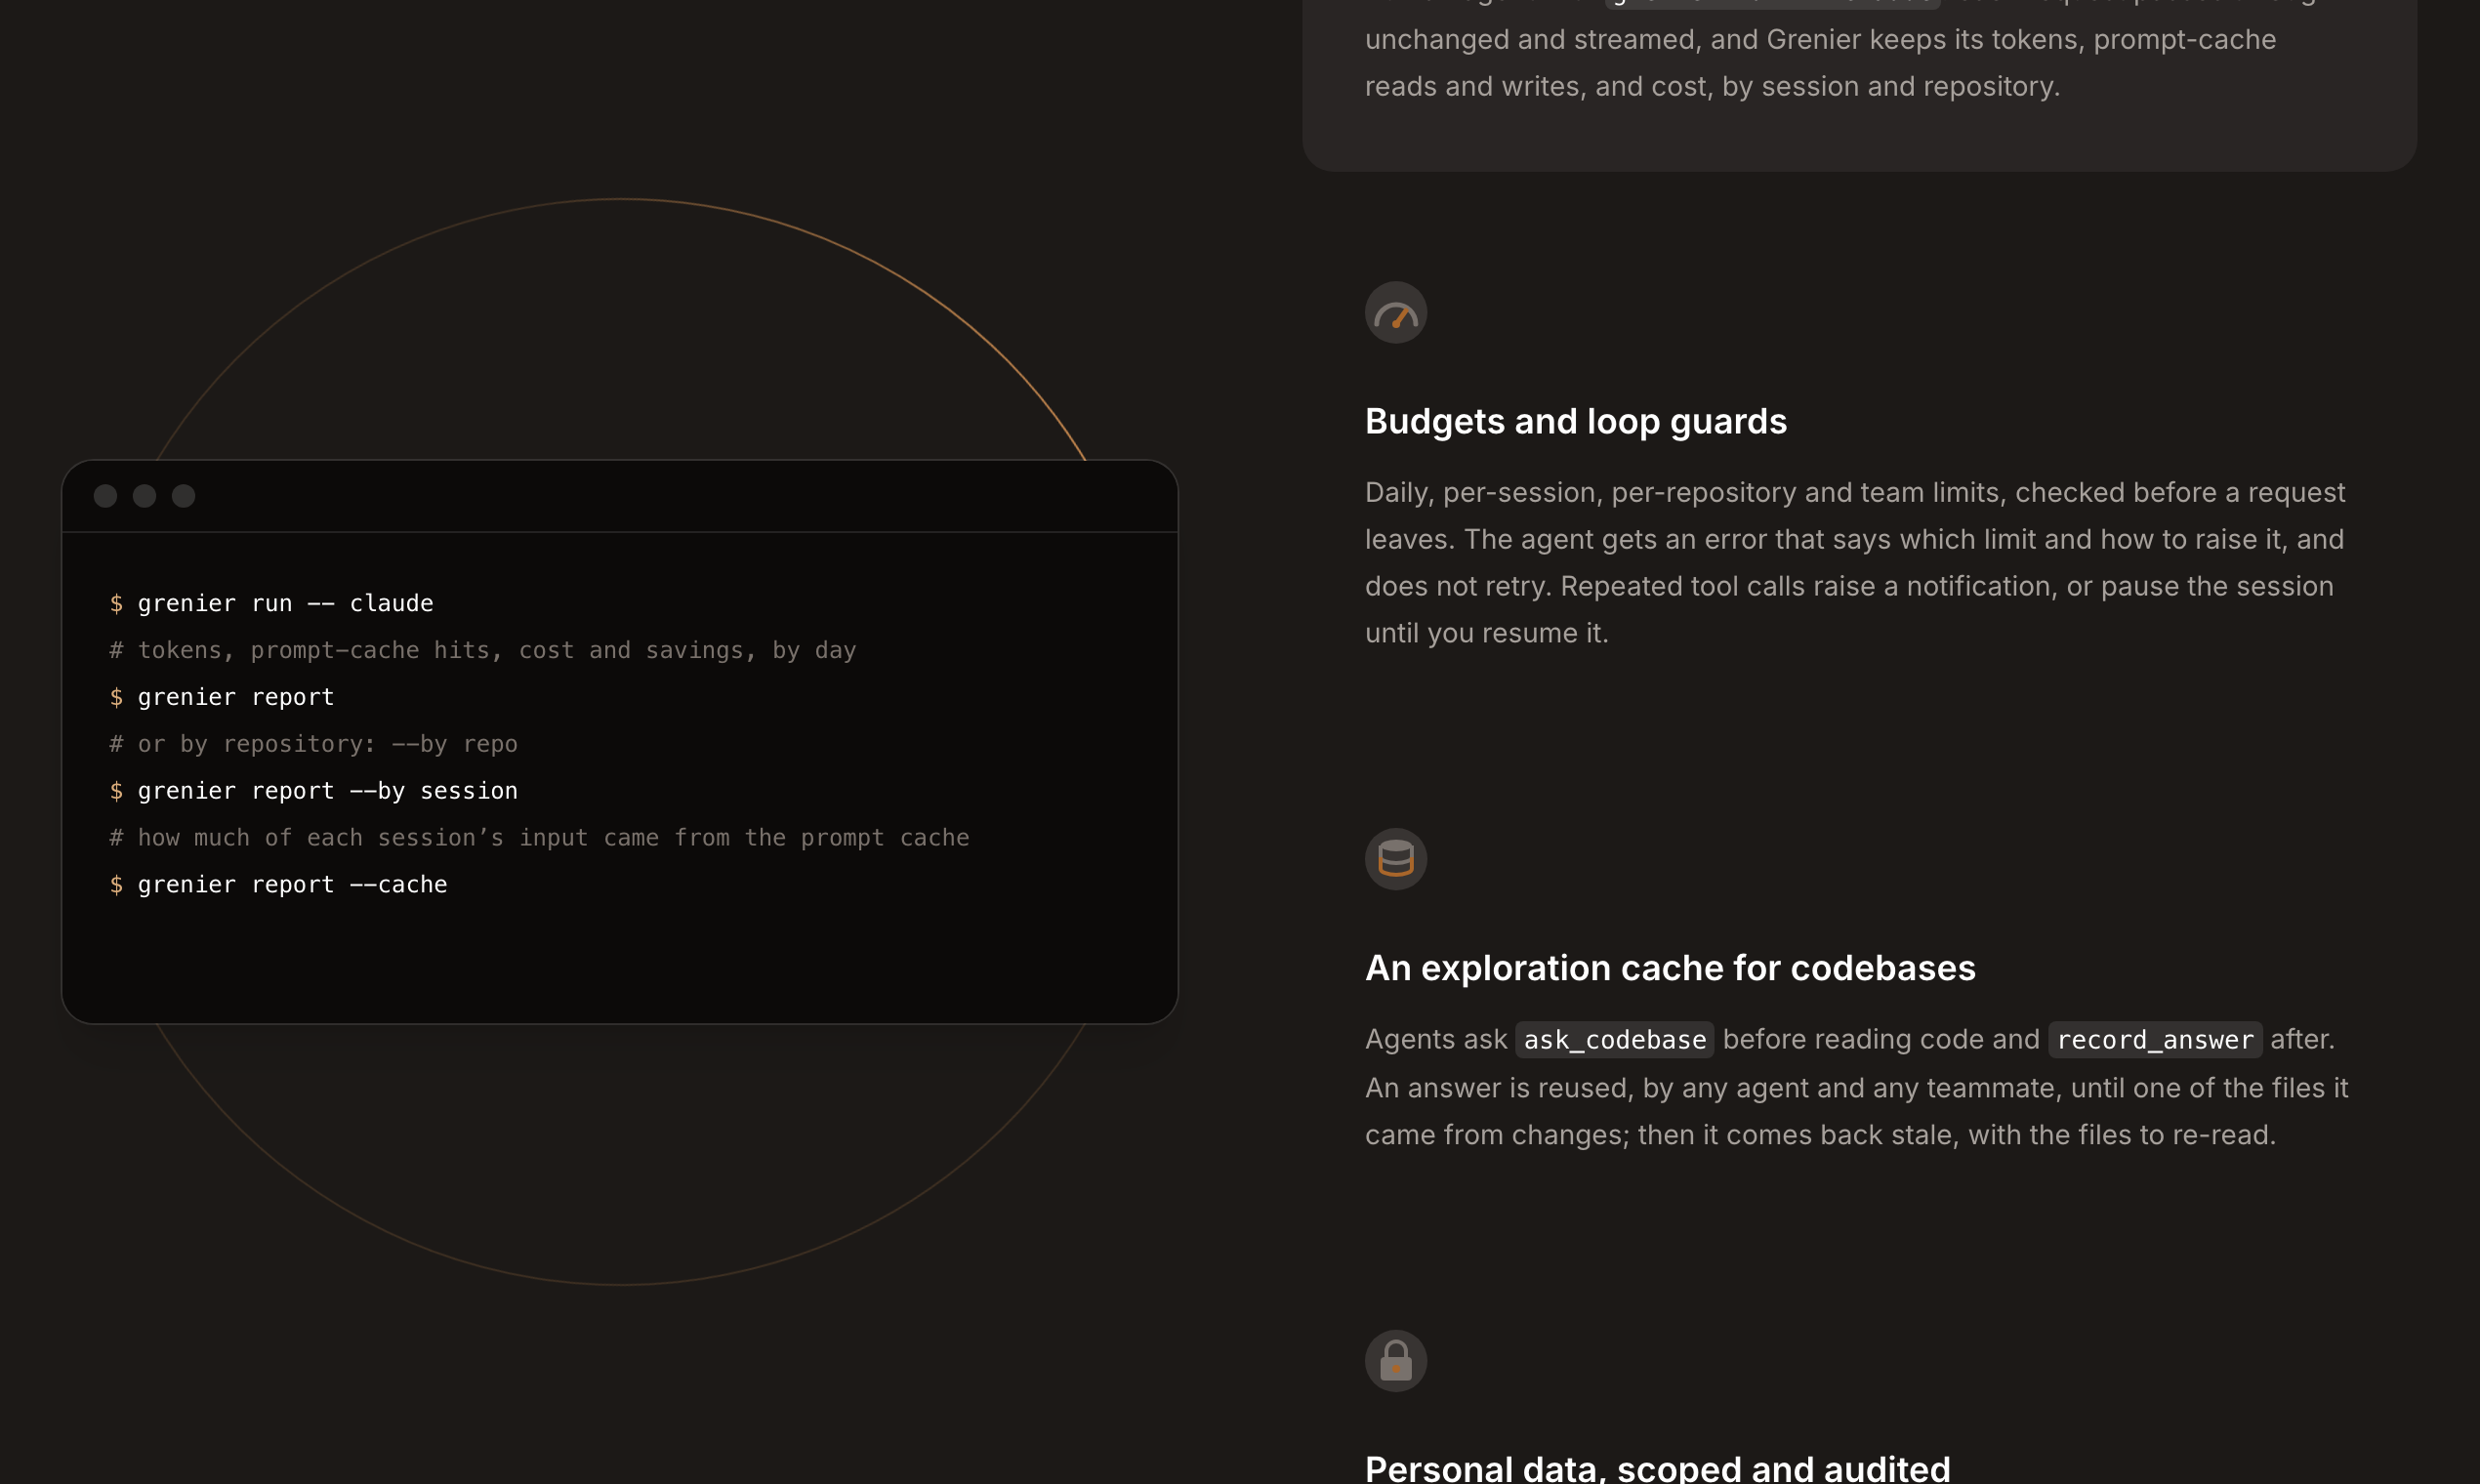 unchanged and streamed, and Grenier keeps its tokens, prompt-cache
reads and writes, and cost, by session and repository.
$ grenier run -- claude
# tokens, prompt-cache hits, cost and savings, by day
$ grenier report
# or by repository: --by repo
$ grenier report --by session
# how much of each session’s input came from the prompt cache
$ grenier report --cache
Budgets and loop guards
Daily, per-session, per-repository and team limits, checked before a request
leaves. The agent gets an error that says which limit and how to raise it, and
does not retry. Repeated tool calls raise a notification, or pause the session
until you resume it.
An exploration cache for codebases
Agents ask ask_codebase before reading code and record_answer after.
An answer is reused, by any agent and any teammate, until one of the files it
came from changes; then it comes back stale, with the files to re-read.
Personal data, scoped and audited